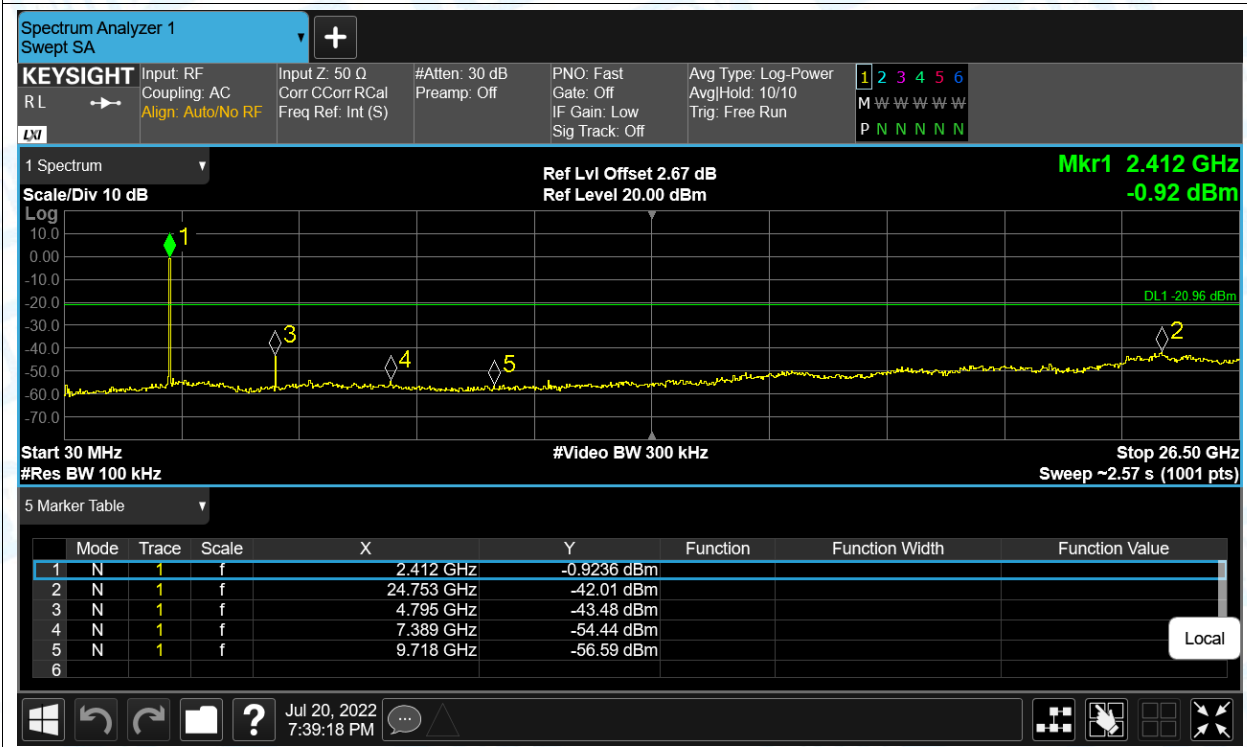 Spectrum Analyzer 1
Swept SA
+
KEYSIGHT
R L
LXI
Input: RF
Coupling: AC
Align: Auto/No RF
Input Z: 50 Ω
Corr CCorr RCal
Freq Ref: Int (S)
#Atten: 30 dB
Preamp: Off
PNO: Fast
Gate: Off
IF Gain: Low
Sig Track: Off
Avg Type: Log-Power
Avg|Hold: 10/10
Trig: Free Run
1 2 3 4 5 6
M W W W W W W
P N N N N N
1 Spectrum
Scale/Div 10 dB
Ref Lvl Offset 2.67 dB
Ref Level 20.00 dBm
Mkr1 2.412 GHz
-0.92 dBm
Log
10.0
0.00
-10.0
-20.0
-30.0
-40.0
-50.0
-60.0
-70.0
1
DL1 -20.96 dBm
2
3
4
5
Start 30 MHz
#Video BW 300 kHz
Stop 26.50 GHz
#Res BW 100 kHz
Sweep ~2.57 s (1001 pts)
5 Marker Table
Mode Trace Scale X Y Function Function Width Function Value
1 N 1 f 2.412 GHz -0.9236 dBm
2 N 1 f 24.753 GHz -42.01 dBm
3 N 1 f 4.795 GHz -43.48 dBm
4 N 1 f 7.389 GHz -54.44 dBm
5 N 1 f 9.718 GHz -56.59 dBm
6
Local
?
Jul 20, 2022
7:39:18 PM